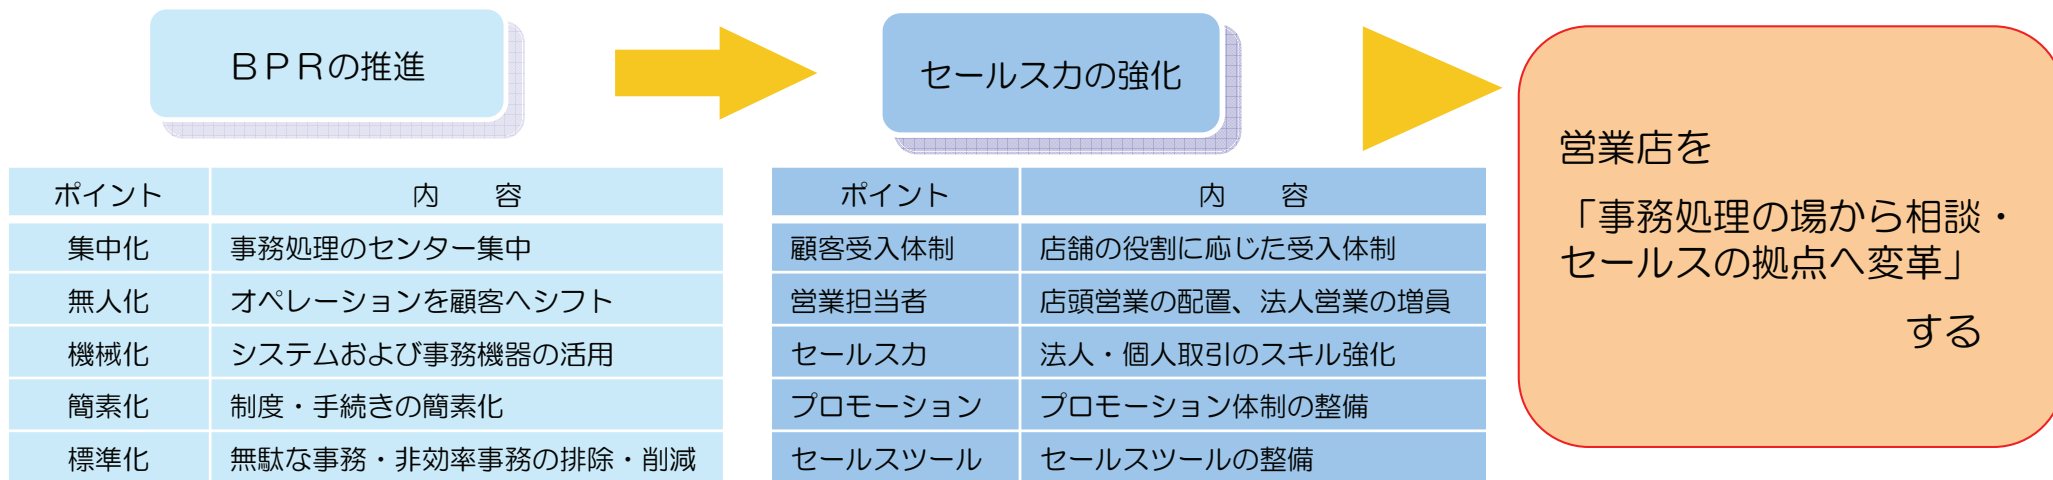 ＢＰＲの推進
セールス力の強化
営業店を
「事務処理の場から相談・
セールスの拠点へ変革」
する
ポイント 内　容
集中化 事務処理のセンター集中
無人化 オペレーションを顧客へシフト
機械化 システムおよび事務機器の活用
簡素化 制度・手続きの簡素化
標準化 無駄な事務・非効率事務の排除・削減
ポイント 内　容
顧客受入体制 店舗の役割に応じた受入体制
営業担当者 店頭営業の配置、法人営業の増員
セールス力 法人・個人取引のスキル強化
プロモーション プロモーション体制の整備
セールスツール セールスツールの整備